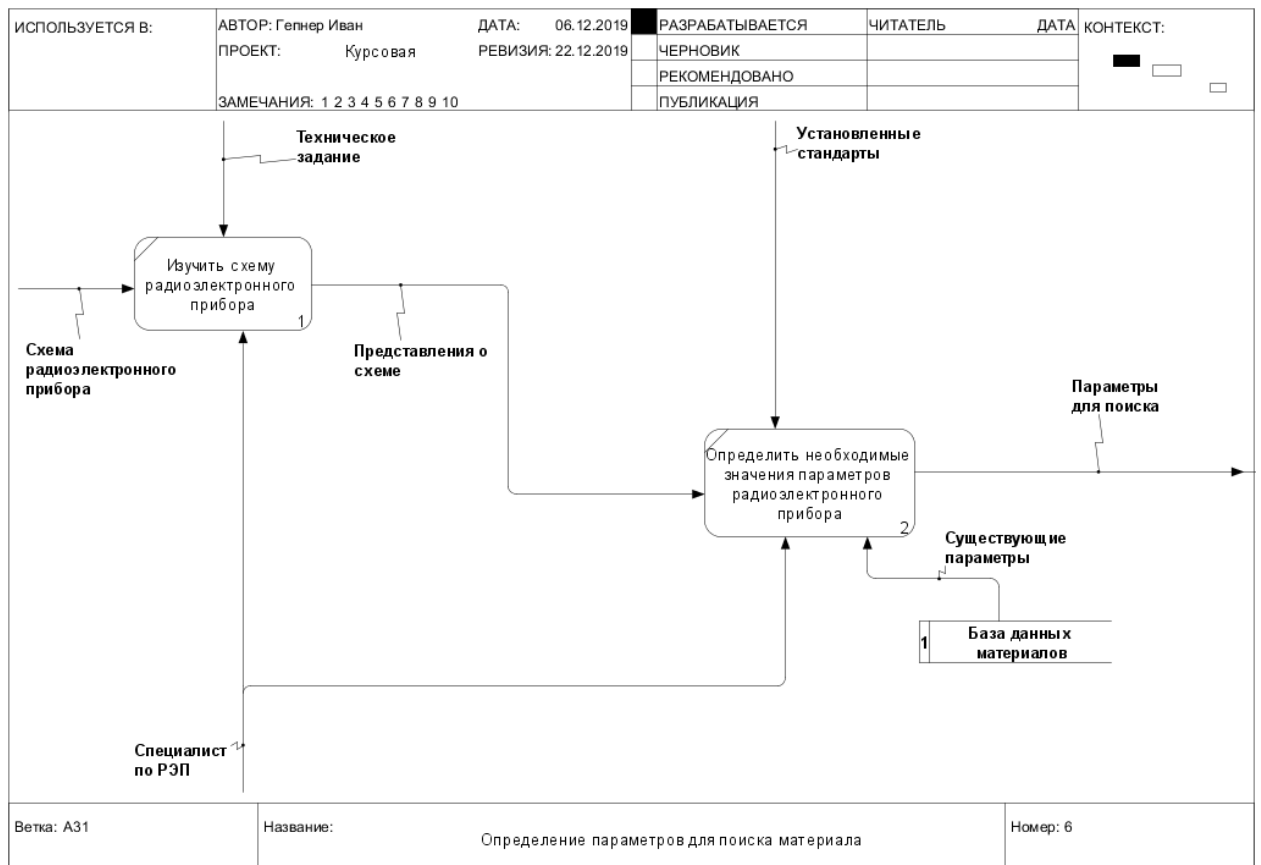 ИСПОЛЬЗУЕТСЯ В:
АВТОР: Гепнер Иван
ДАТА: 06.12.2019
ПРОЕКТ: Курсовая
РЕВИЗИЯ: 22.12.2019
ЗАМЕЧАНИЯ: 1 2 3 4 5 6 7 8 9 10
РАЗРАБАТЫВАЕТСЯ
ЧЕРНОВИК
РЕКОМЕНДОВАНО
ПУБЛИКАЦИЯ
ЧИТАТЕЛЬ
ДАТА
КОНТЕКСТ:
Техническое
задание
Установленные
стандарты
Изучить схему
радиоэлектронного
прибора
1
Схема
радиоэлектронного
прибора
Представления о
схеме
Параметры
для поиска
Определить необходимые
значения параметров
радиоэлектронного
прибора
2
Существующие
параметры
1
База данных
материалов
Специалист
по РЭП
Ветка: A31
Название:
Определение параметров для поиска материала
Номер: 6